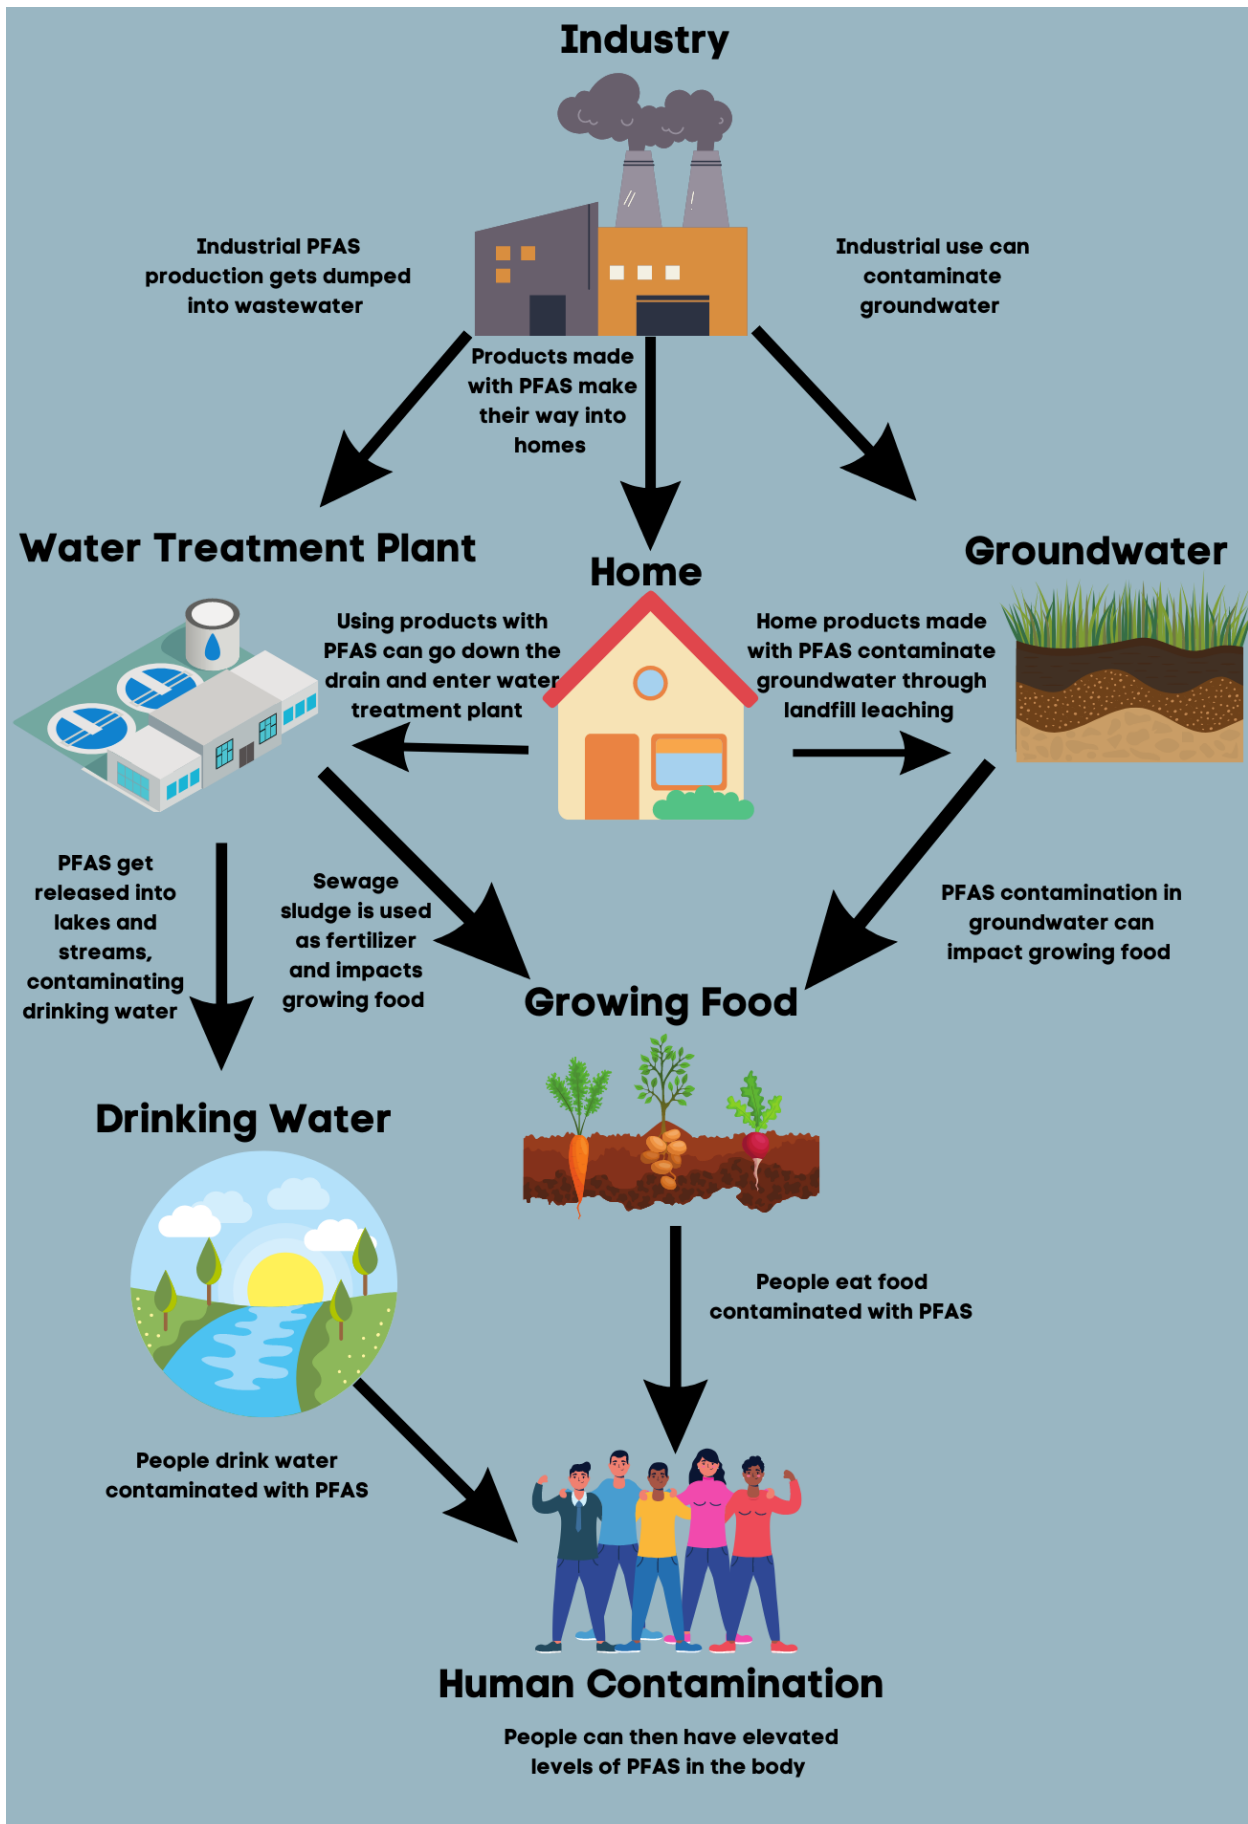 Industry
Industrial PFAS
production gets dumped
into wastewater
Industrial use can
contaminate
groundwater
Products made
with PFAS make
their way into
homes
Water Treatment Plant
Home
Groundwater
Using products with
PFAS can go down the
drain and enter water
treatment plant
Home products made
with PFAS contaminate
groundwater through
landfill leaching
PFAS get
released into
lakes and
streams,
contaminating
drinking water
Sewage
sludge is used
as fertilizer
and impacts
growing food
PFAS contamination in
groundwater can
impact growing food
Growing Food
Drinking Water
People eat food
contaminated with PFAS
People drink water
contaminated with PFAS
Human Contamination
People can then have elevated
levels of PFAS in the body